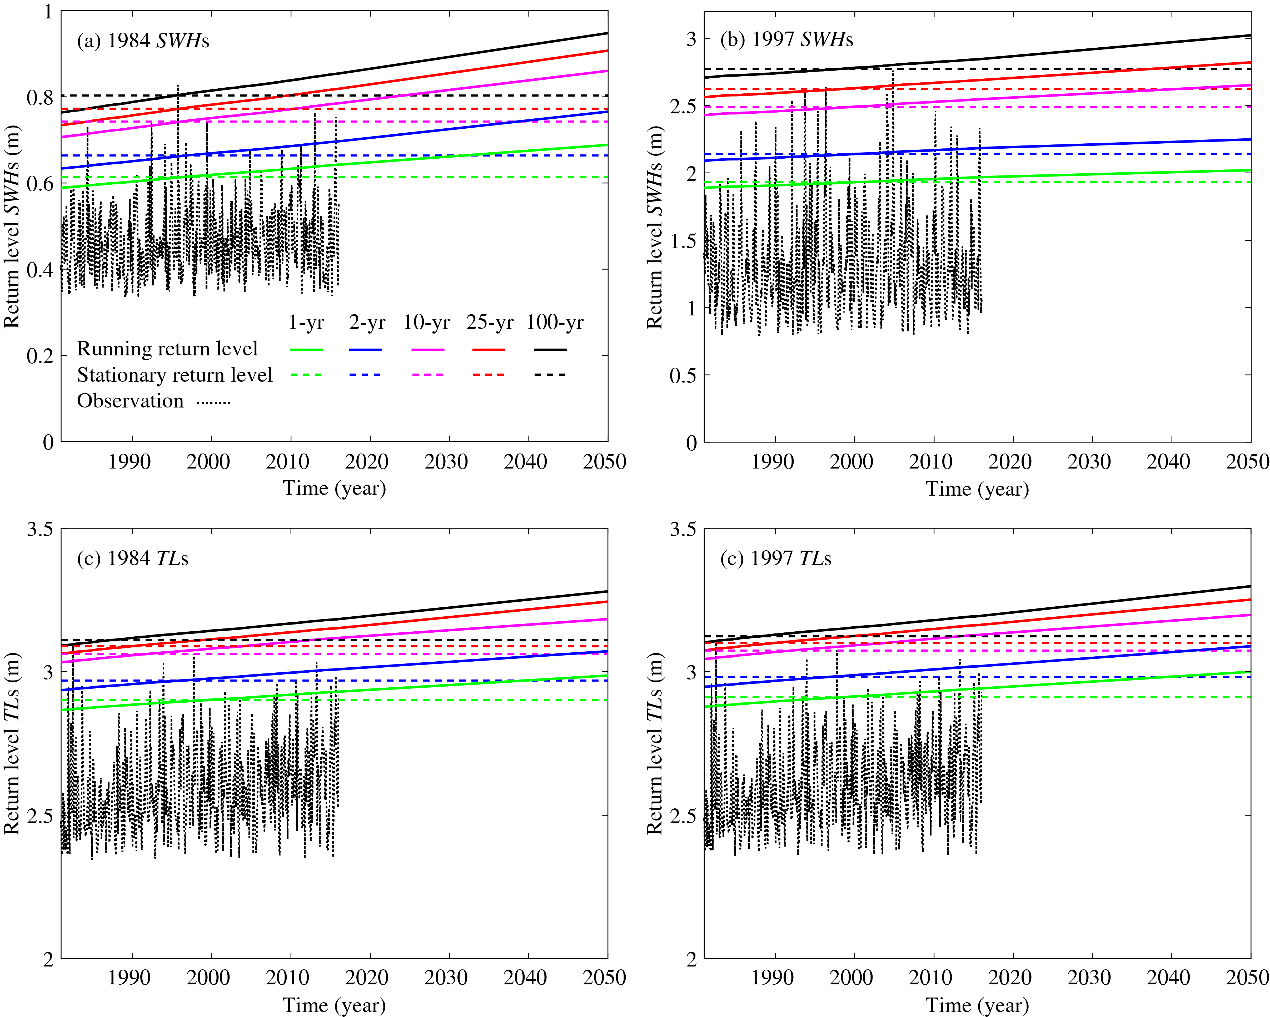 (a) 1984 SWHs
Return level SWHs (m)
1
0.8
0.6
0.4
0.2
0
1-yr 2-yr 10-yr 25-yr 100-yr
Running return level
Stationary return level
Observation
1990 2000 2010 2020 2030 2040 2050
Time (year)
(b) 1997 SWHs
Return level SWHs (m)
3
2.5
2
1.5
1
0.5
0
1990 2000 2010 2020 2030 2040 2050
Time (year)
(c) 1984 TLs
Return level TLs (m)
3.5
3
2.5
2
1990 2000 2010 2020 2030 2040 2050
Time (year)
(c) 1997 TLs
Return level TLs (m)
3.5
3
2.5
2
1990 2000 2010 2020 2030 2040 2050
Time (year)